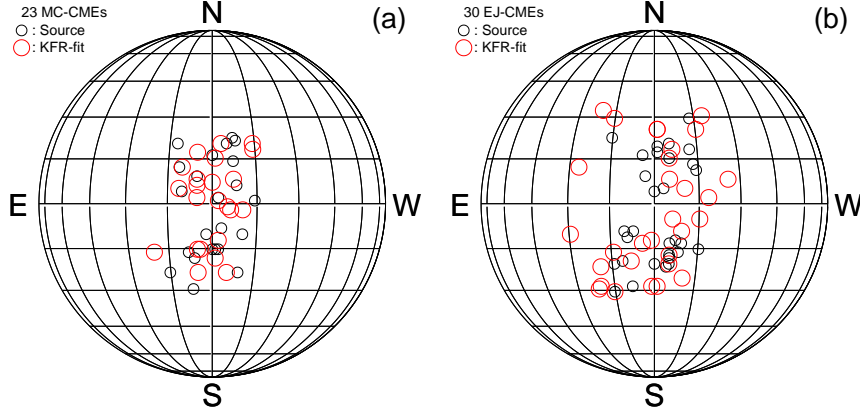 23 MC-CMEs
: Source
: KFR-fit
N
(a)
E
W
S
30 EJ-CMEs
: Source
: KFR-fit
N
(b)
E
W
S